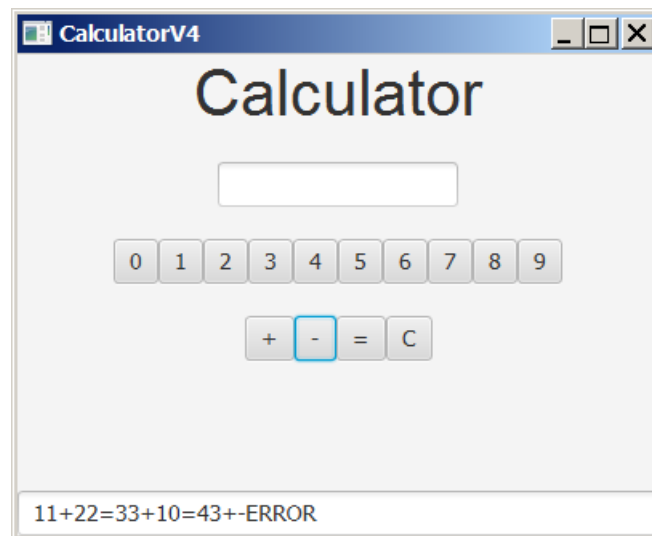 CalculatorV4
Calculator
0 1 2 3 4 5 6 7 8 9
+ - = C
11+22=33+10=43+-ERROR